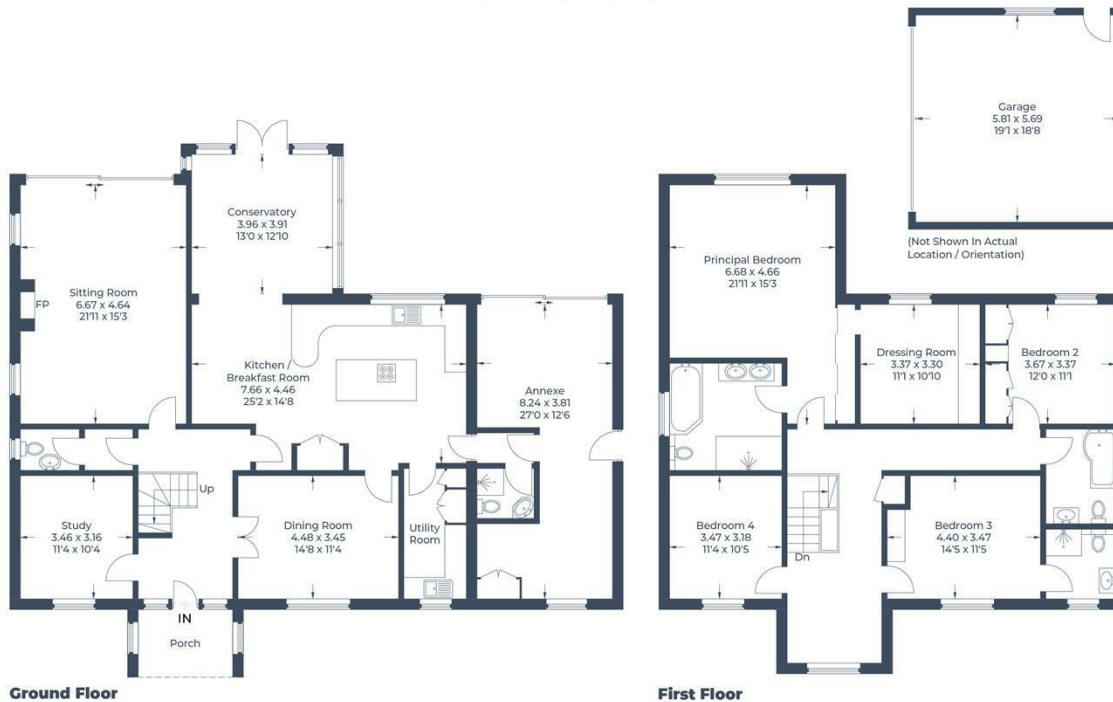 Conservatory
3.96 x 3.91
13'0 x 12'10
Sitting Room
6.67 x 4.64
21'11 x 15'3
FP
Kitchen /
Breakfast Room
7.66 x 4.46
25'2 x 14'8
Annexe
8.24 x 3.81
27'0 x 12'6
Up
Study
3.46 x 3.16
11'4 x 10'4
Dining Room
4.48 x 3.45
14'8 x 11'4
Utility
Room
IN
Porch
Ground Floor
Garage
5.81 x 5.69
19'1 x 18'8
(Not Shown In Actual
Location / Orientation)
Principal Bedroom
6.68 x 4.66
21'11 x 15'3
Dressing Room
3.37 x 3.30
11'1 x 10'10
Bedroom 2
3.67 x 3.37
12'0 x 11'1
Bedroom 4
3.47 x 3.18
11'4 x 10'5
Dn
Bedroom 3
4.40 x 3.47
14'5 x 11'5
First Floor